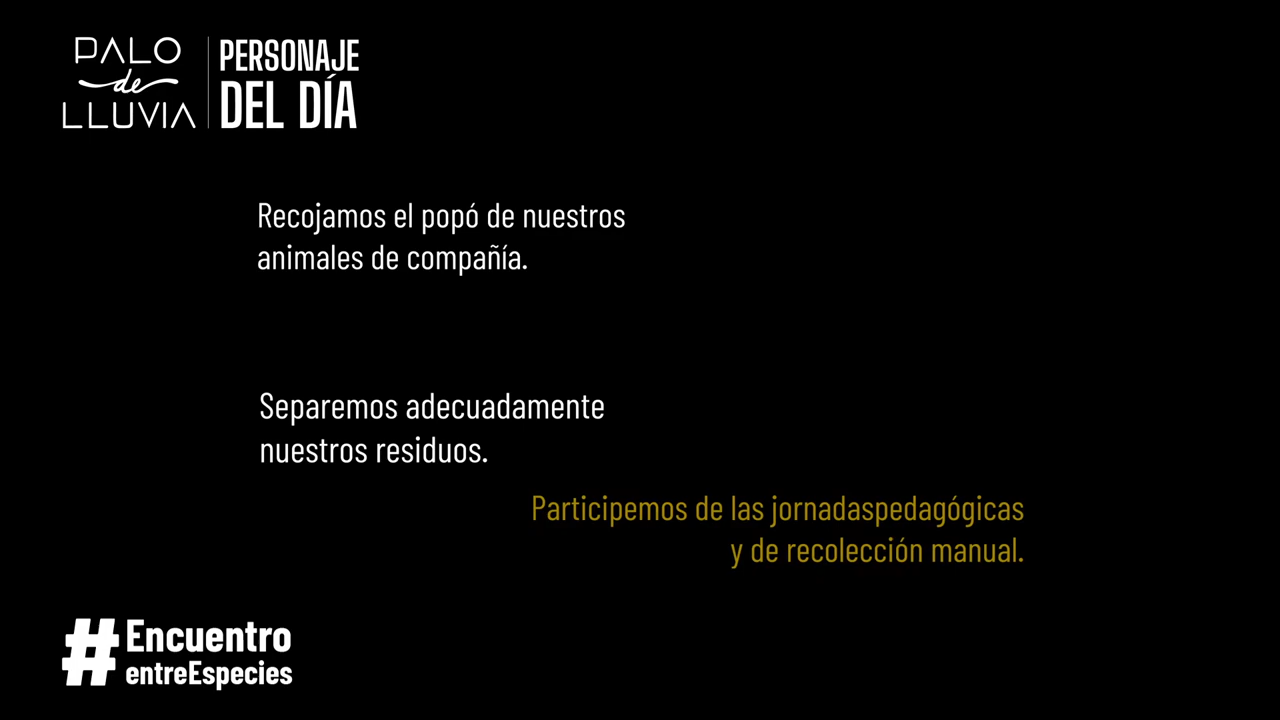 PALO
de
LLUVIA
PERSONAJE
DEL DÍA
Recojamos el popó de nuestros
animales de compañía.
Separemos adecuadamente
nuestros residuos.
Participemos de las jornadaspedagógicas
y de recolección manual.
#Encuentro
entreEspecies